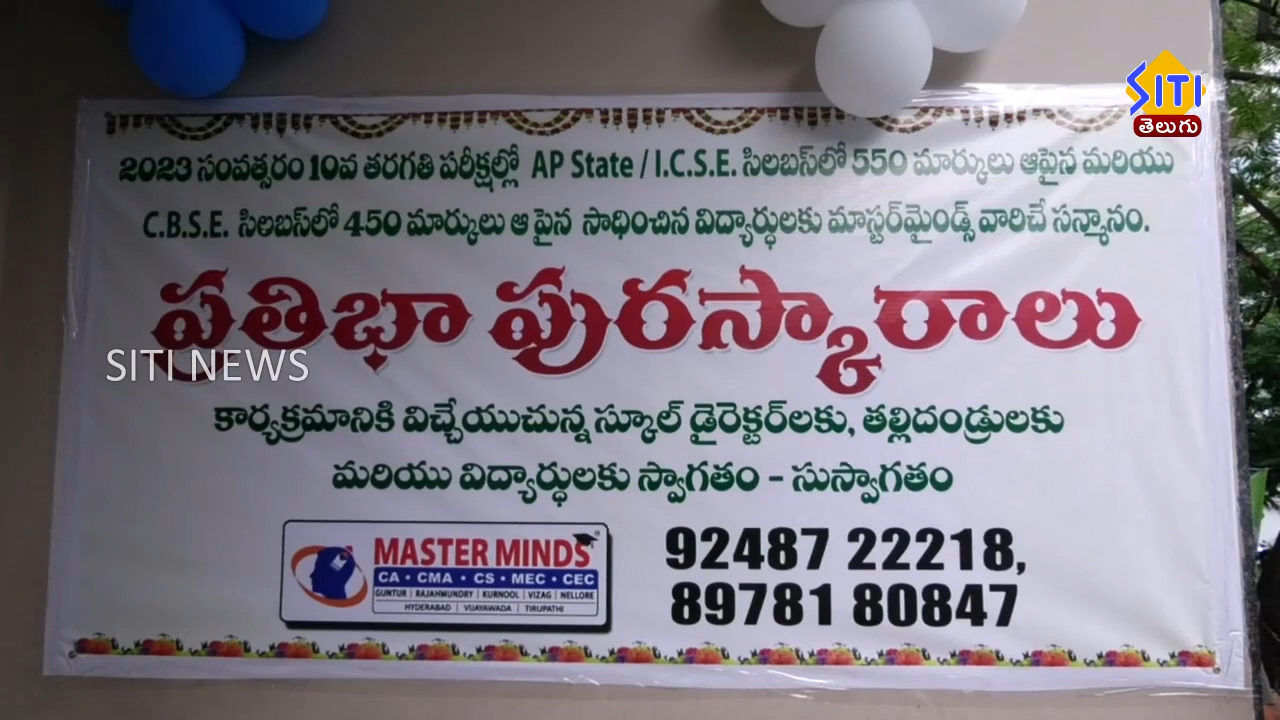 SITI
తెలుగు
2023 సంవత్సరం 10వ తరగతి పరీక్షల్లో AP State / I.C.S.E. సిలబస్‌లో 550 మార్కులు ఆపైన మరియు
C.B.S.E. సిలబస్‌లో 450 మార్కులు ఆ పైన సాధించిన విద్యార్థులకు మాస్టర్‌మైండ్స్ వారిచే సన్మానం.
ప్రతిభా పురస్కారాలు
SITI NEWS
కార్యక్రమానికి విచ్చేయుచున్న స్కూల్ డైరెక్టర్‌లకు, తల్లిదండ్రులకు
మరియు విద్యార్థులకు స్వాగతం - సుస్వాగతం
MASTER MINDS
CA • CMA • CS • MEC • CEC
GUNTUR | RAJAHMUNDRY | KURNOOL | VIZAG | NELLORE
HYDERABAD | VIJAYAWADA | TIRUPATHI
92487 22218,
89781 80847